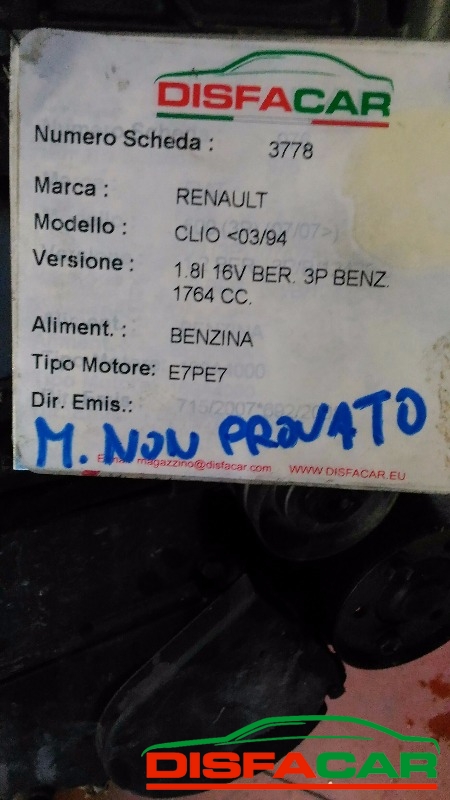 DISFACAR
Numero Scheda : 3778
Marca : RENAULT
Modello : CLIO <03/94
Versione : 1.8I 16V BER. 3P BENZ.
1764 CC.
Aliment. : BENZINA
Tipo Motore: E7PE7
Dir. Emis.:
M. NON PROVATO
magazzino@disfacar.com WWW.DISFACAR.EU
DISFACAR